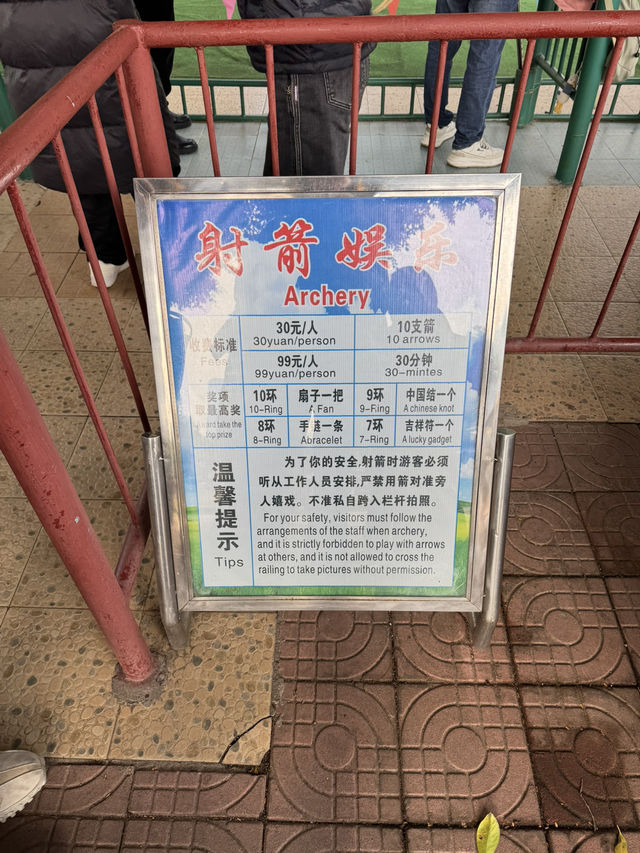 射箭娱乐
Archery
收费标准
Fees
30元/人
30yuan/person
10支箭
10 arrows
99元/人
99yuan/person
30分钟
30-mintes
奖项
取最高奖
Award take the
top prize
10环
10-Ring
扇子一把
A Fan
9环
9-Ring
中国结一个
A chinese knot
8环
8-Ring
手链一条
Abracelet
7环
7-Ring
吉祥符一个
A lucky gadget
温馨提示
Tips
为了你的安全,射箭时游客必须
听从工作人员安排,严禁用箭对准旁
人嬉戏。不准私自跨入栏杆拍照。
For your safety, visitors must follow the
arrangements of the staff when archery,
and it is strictly forbidden to play with arrows
at others, and it is not allowed to cross the
railing to take pictures without permission.